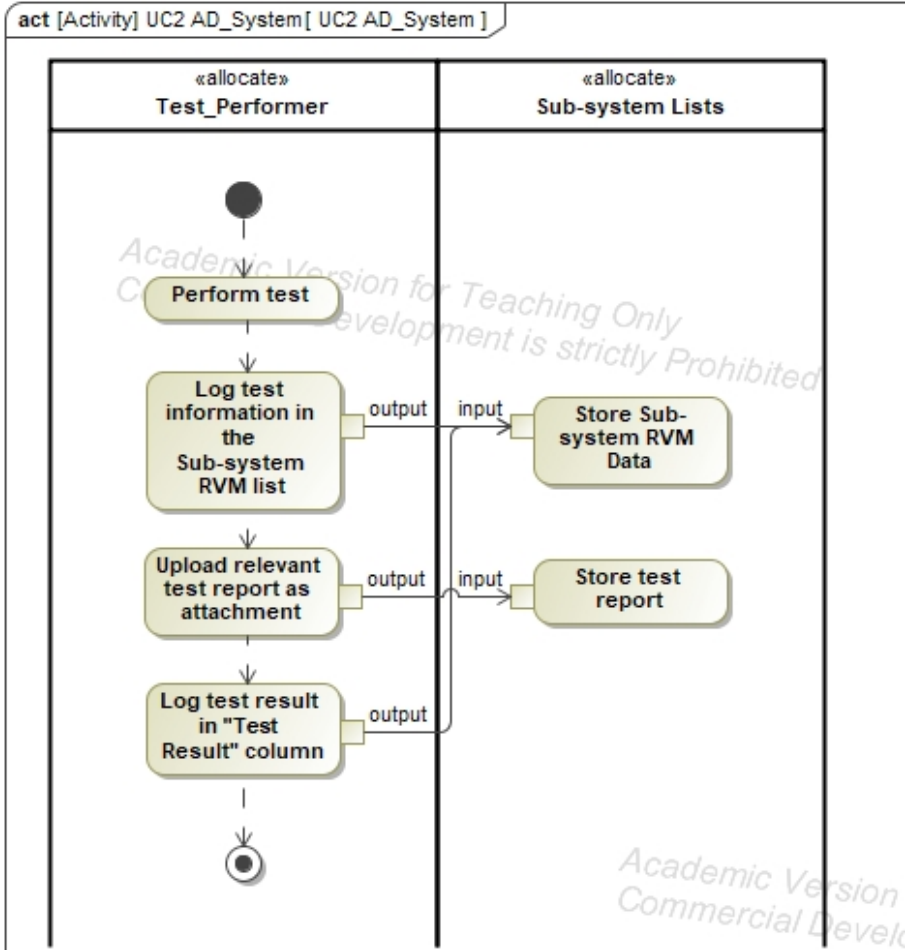 act [Activity] UC2 AD_System[ UC2 AD_System ]
«allocate»
Test_Performer
«allocate»
Sub-system Lists
Academic Version for Teaching Only
Development is strictly Prohibited
Perform test
Log test
information in
the
Sub-system
RVM list
output
input
Store Sub-
system RVM
Data
Upload relevant
test report as
attachment
output
input
Store test
report
Log test result
in "Test
Result" column
output
Academic Version
Commercial